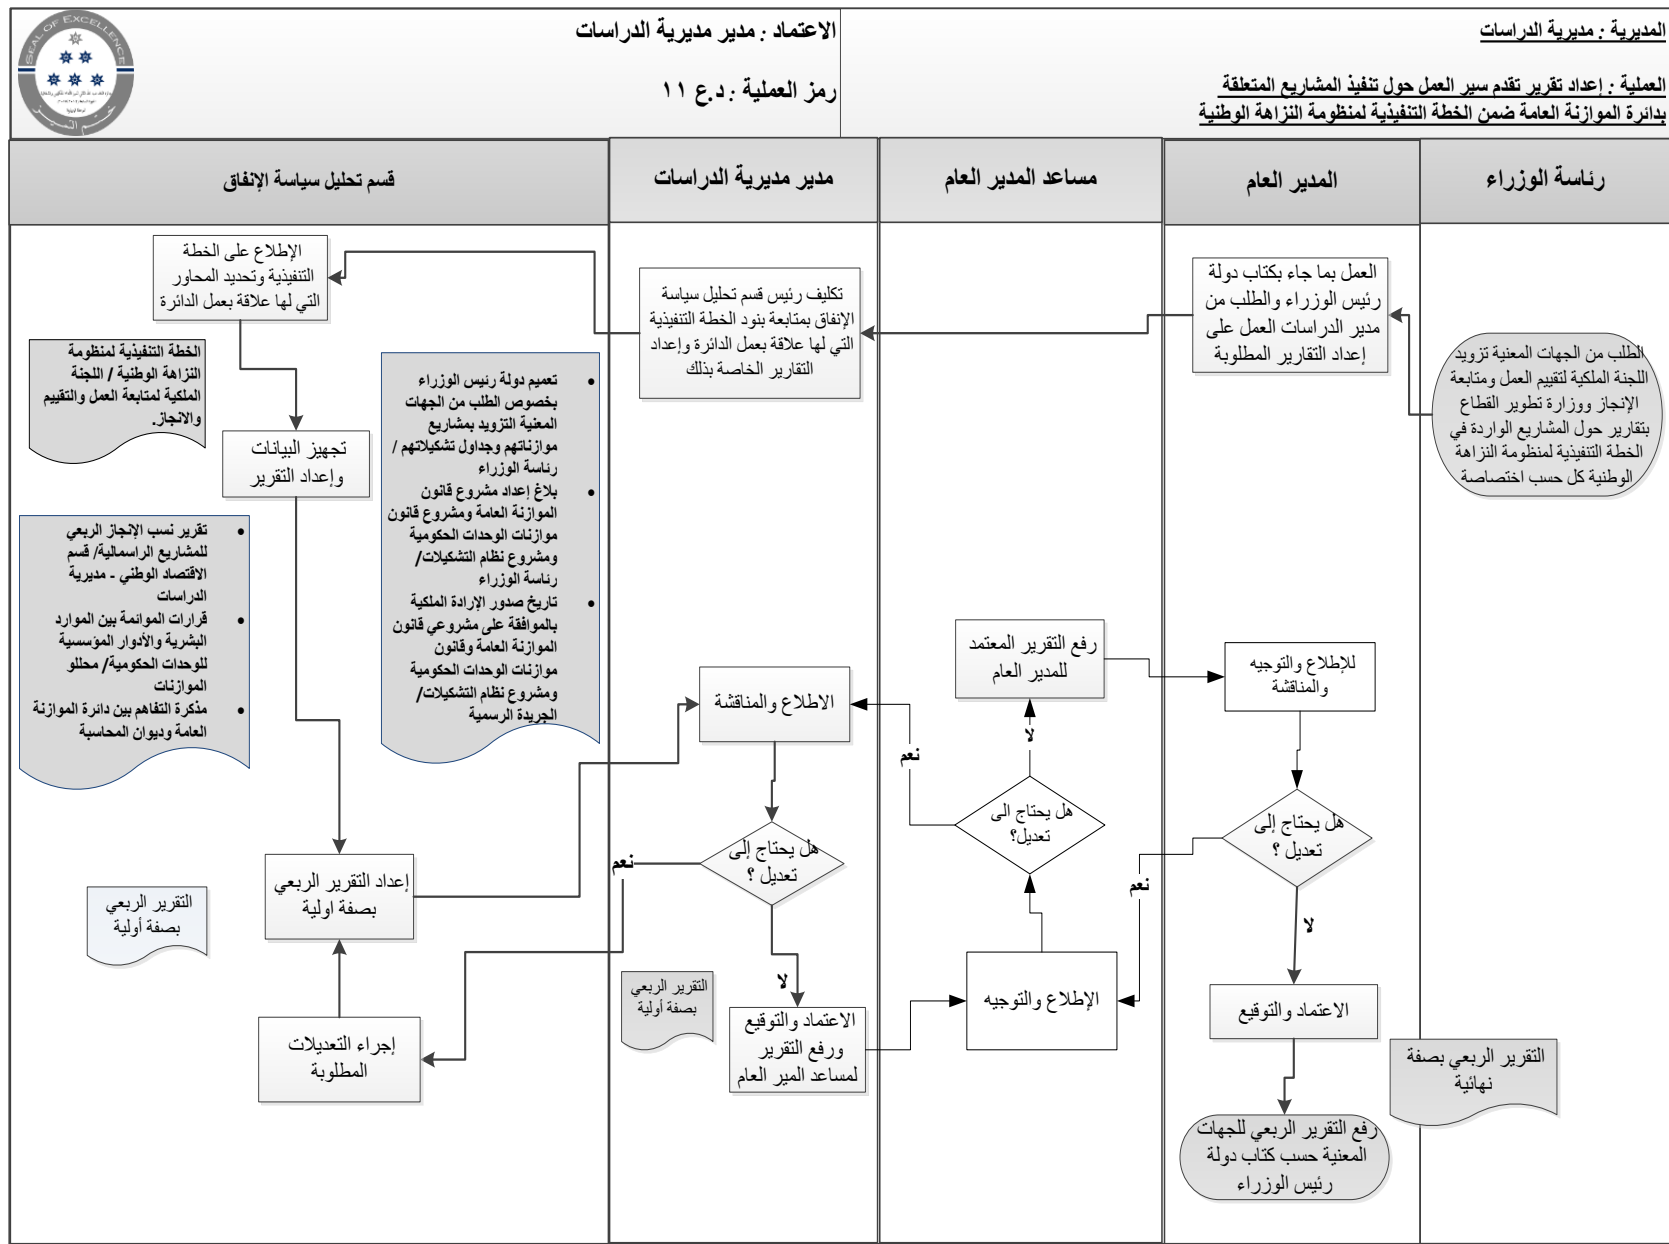 المديرية : مديرية الدراسات
العملية : إعداد تقرير تقدم سير العمل حول تنفيذ المشاريع المتعلقة
بدائرة الموازنة العامة ضمن الخطة التنفيذية لمنظومة النزاهة الوطنية
الاعتماد : مدير مديرية الدراسات
رمز العملية : د.ع ١١
SEAL OF EXCELLENCE
رئاسة الوزراء
المدير العام
مساعد المدير العام
مدير مديرية الدراسات
قسم تحليل سياسة الإنفاق
الطلب من الجهات المعنية تزويد
اللجنة الملكية لتقييم العمل ومتابعة
الإنجاز ووزارة تطوير القطاع
بتقارير حول المشاريع الواردة في
الخطة التنفيذية لمنظومة النزاهة
الوطنية كل حسب اختصاصة
العمل بما جاء بكتاب دولة
رئيس الوزراء والطلب من
مدير الدراسات العمل على
إعداد التقارير المطلوبة
تكليف رئيس قسم تحليل سياسة
الإنفاق بمتابعة بنود الخطة التنفيذية
التي لها علاقة بعمل الدائرة وإعداد
التقارير الخاصة بذلك
الإطلاع على الخطة
التنفيذية وتحديد المحاور
التي لها علاقة بعمل الدائرة
الخطة التنفيذية لمنظومة
النزاهة الوطنية / اللجنة
الملكية لمتابعة العمل والتقييم
والانجاز.
تجهيز البيانات
وإعداد التقرير
• تعميم دولة رئيس الوزراء
بخصوص الطلب من الجهات
المعنية التزويد بمشاريع
موازناتهم وجداول تشكيلاتهم /
رئاسة الوزراء
• بلاغ إعداد مشروع قانون
الموازنة العامة ومشروع قانون
موازنات الوحدات الحكومية
ومشروع نظام التشكيلات/
رئاسة الوزراء
• تاريخ صدور الإرادة الملكية
بالموافقة على مشروعي قانون
الموازنة العامة وقانون
موازنات الوحدات الحكومية
ومشروع نظام التشكيلات/
الجريدة الرسمية
• تقرير نسب الإنجاز الربعي
للمشاريع الراسمالية/ قسم
الاقتصاد الوطني - مديرية
الدراسات
• قرارات الموائمة بين الموارد
البشرية والأدوار المؤسسية
للوحدات الحكومية/ محللو
الموازنات
• مذكرة التفاهم بين دائرة الموازنة
العامة وديوان المحاسبة
إعداد التقرير الربعي
بصفة اولية
التقرير الربعي
بصفة أولية
إجراء التعديلات
المطلوبة
الاطلاع والمناقشة
هل يحتاج إلى
تعديل ؟
نعم
لا
التقرير الربعي
بصفة أولية
الاعتماد والتوقيع
ورفع التقرير
لمساعد المير العام
الإطلاع والتوجيه
هل يحتاج الى
تعديل؟
نعم
لا
رفع التقرير المعتمد
للمدير العام
للإطلاع والتوجيه
والمناقشة
هل يحتاج إلى
تعديل ؟
نعم
لا
الاعتماد والتوقيع
رفع التقرير الربعي للجهات
المعنية حسب كتاب دولة
رئيس الوزراء
التقرير الربعي بصفة
نهائية